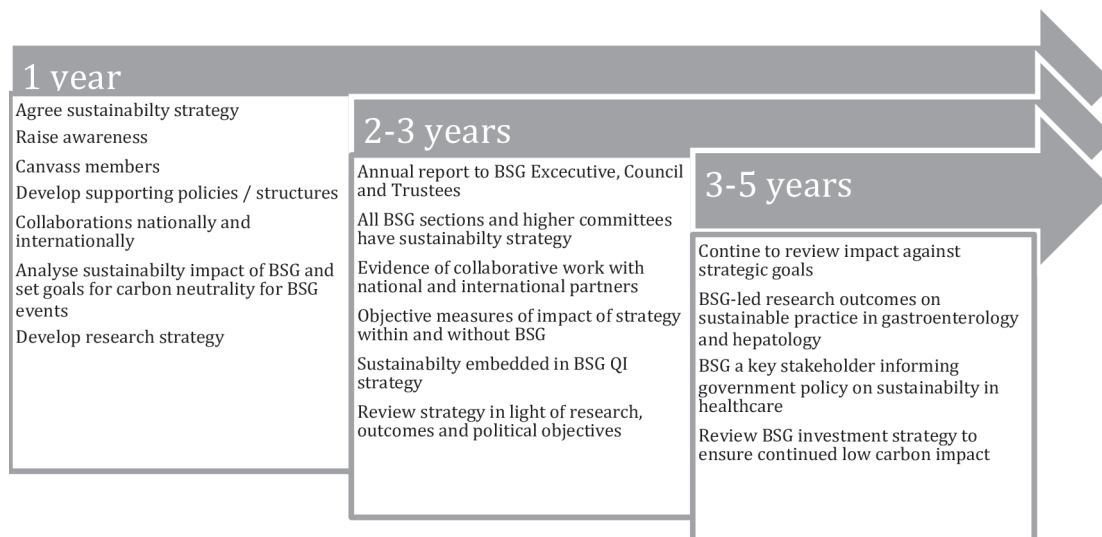 1 year
Agree sustainabilty strategy
Raise awareness
Canvass members
Develop supporting policies / structures
Collaborations nationally and
internationally
Analyse sustainabilty impact of BSG and
set goals for carbon neutrality for BSG
events
Develop research strategy
2-3 years
Annual report to BSG Excecutive, Council
and Trustees
All BSG sections and higher committees
have sustainabilty strategy
Evidence of collaborative work with
national and international partners
Objective measures of impact of strategy
within and without BSG
Sustainabilty embedded in BSG QI
strategy
Review strategy in light of research,
outcomes and political objectives
3-5 years
Contine to review impact against
strategic goals
BSG-led research outcomes on
sustainable practice in gastroenterology
and hepatology
BSG a key stakeholder informing
government policy on sustainabilty in
healthcare
Review BSG investment strategy to
ensure continued low carbon impact